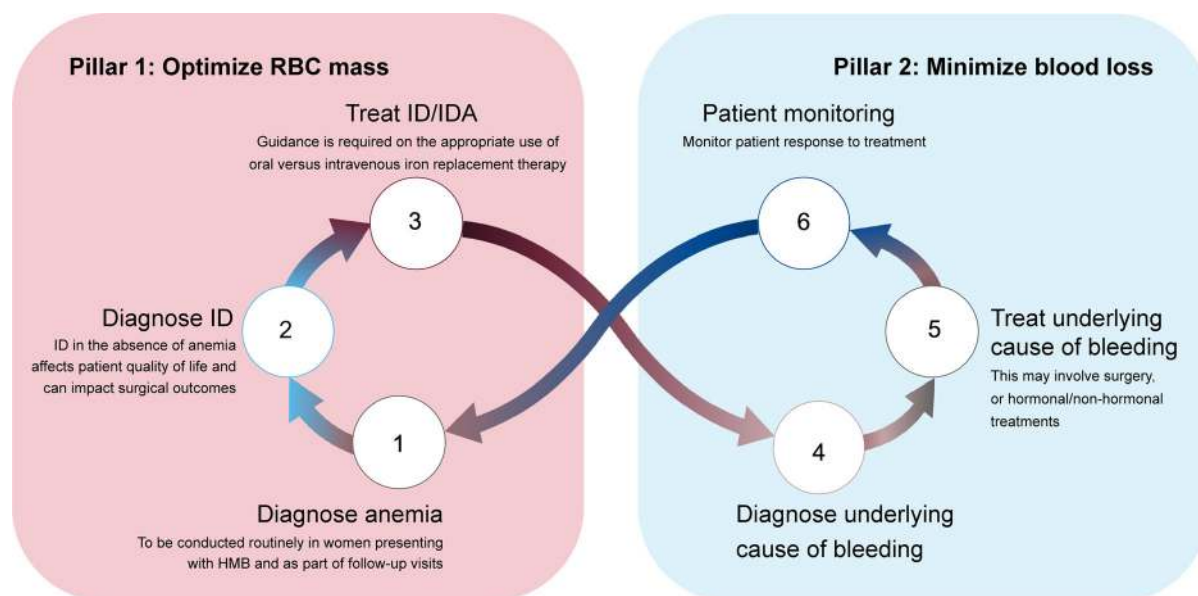 Pillar 1: Optimize RBC mass
Treat ID/IDA
Guidance is required on the appropriate use of
oral versus intravenous iron replacement therapy
3
Diagnose ID
ID in the absence of anemia
affects patient quality of life and
can impact surgical outcomes
2
1
Diagnose anemia
To be conducted routinely in women presenting
with HMB and as part of follow-up visits
Pillar 2: Minimize blood loss
Patient monitoring
Monitor patient response to treatment
6
5
Treat underlying
cause of bleeding
This may involve surgery,
or hormonal/non-hormonal
treatments
4
Diagnose underlying
cause of bleeding